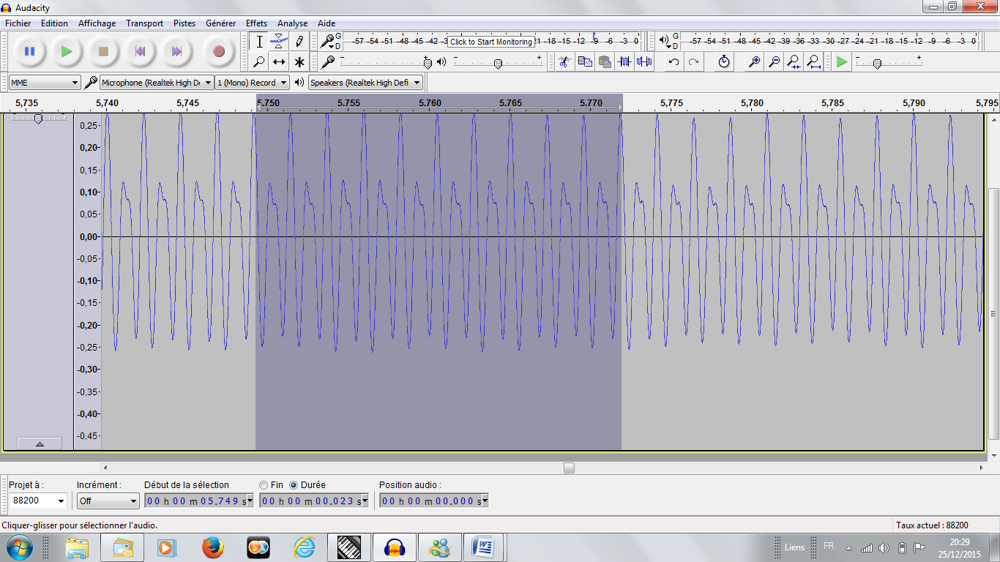 Audacity
Fichier Edition Affichage Transport Pistes Générer Effets Analyse Aide
G D -57 -54 -51 -48 -45 -42 -39 Click to Start Monitoring -21 -18 -15 -12 -9 -6 -3 0 G D -57 -54 -51 -48 -45 -42 -39 -36 -33 -30 -27 -24 -21 -18 -15 -12 -9 -6 -3 0
- + - + - +
MME Microphone (Realtek High De 1 (Mono) Record Speakers (Realtek High Defi
5,735 5,740 5,745 5,750 5,755 5,760 5,765 5,770 5,775 5,780 5,785 5,790 5,795
0,25
0,20
0,15
0,10
0,05
0,00
-0,05
-0,10
-0,15
-0,20
-0,25
-0,30
-0,35
-0,40
-0,45
Projet à : Incrément : Début de la sélection Fin Durée Position audio :
88200 Off 00 h 00 m 05.749 s 00 h 00 m 00.023 s 00 h 00 m 00.000 s
Cliquer-glisser pour sélectionner l'audio. Taux actuel : 88200
Liens FR 20:29
25/12/2015